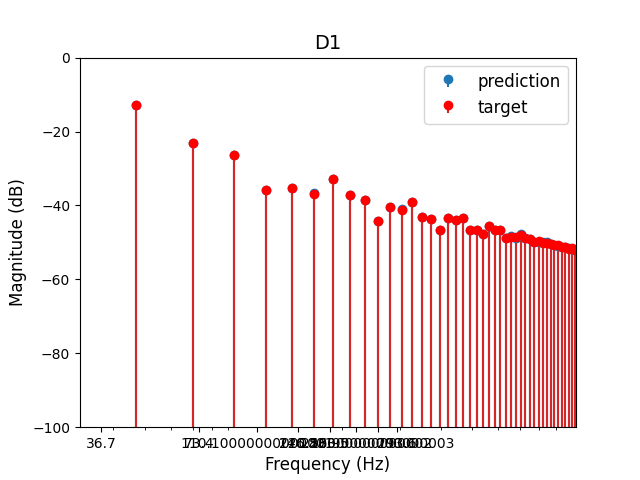 D1
0
prediction
target
−20
−40
−60
−80
−100
Magnitude (dB)
36.7
Frequency (Hz)